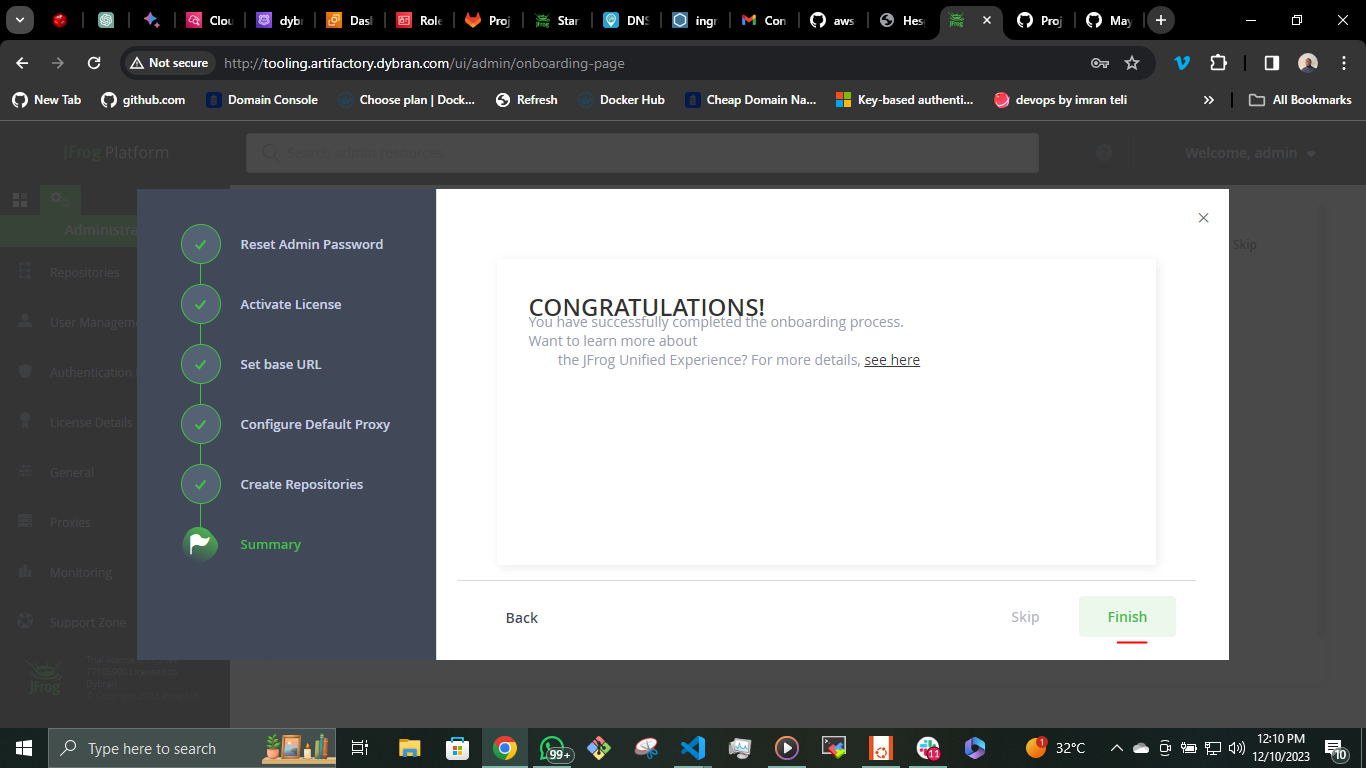 Clou
dybr
Dask
Role
Proj
Star
DNS
ingr
Con
aws
Hes
Proj
May
Not secure
http://tooling.artifactory.dybran.com/ui/admin/onboarding-page
New Tab
github.com
Domain Console
Choose plan | Dock...
Refresh
Docker Hub
Cheap Domain Na...
Key-based authenti...
devops by imran teli
»
All Bookmarks
JFrog Platform
Search admin resources
Welcome, admin
Administra
Repositories
User Manageme
Authentication
License Details
General
Proxies
Monitoring
Support Zone
JFrog
Dybran
Reset Admin Password
Activate License
Set base URL
Configure Default Proxy
Create Repositories
Summary
Skip
CONGRATULATIONS!
You have successfully completed the onboarding process.
Want to learn more about
the JFrog Unified Experience? For more details, see here
Back
Skip
Finish
Type here to search
99+
11
1
32°C
12:10 PM
12/10/2023
10